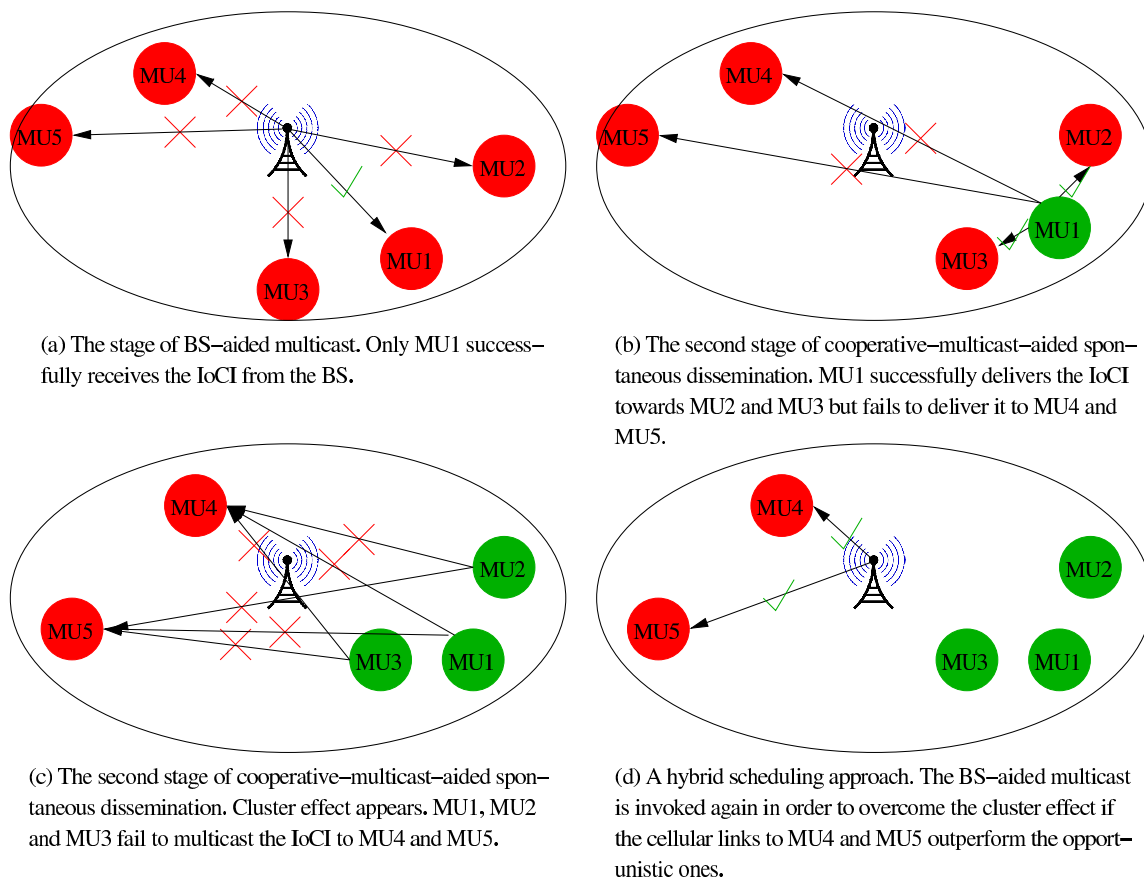 MU4
MU5
MU2
MU1
MU3
(a) The stage of BS−aided multicast. Only MU1 success−
fully receives the IoCI from the BS.
MU4
MU5
MU2
MU1
MU3
(b) The second stage of cooperative−multicast−aided spon−
taneous dissemination. MU1 successfully delivers the IoCI
towards MU2 and MU3 but fails to deliver it to MU4 and
MU5.
MU4
MU2
MU5
MU3
MU1
(c) The second stage of cooperative−multicast−aided spon−
taneous dissemination. Cluster effect appears. MU1, MU2
and MU3 fail to multicast the IoCI to MU4 and MU5.
MU4
MU2
MU5
MU3
MU1
(d) A hybrid scheduling approach. The BS−aided multicast
is invoked again in order to overcome the cluster effect if
the cellular links to MU4 and MU5 outperform the opport−
unistic ones.